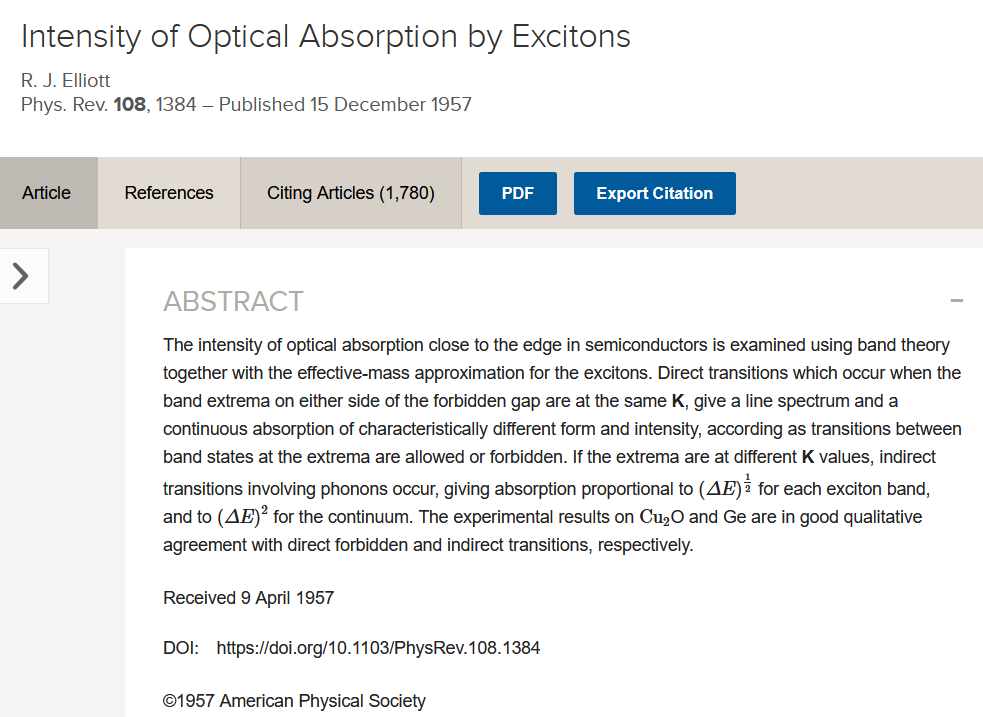 Intensity of Optical Absorption by Excitons
R. J. Elliott
Phys. Rev. 108, 1384 – Published 15 December 1957
Article References Citing Articles (1,780) PDF Export Citation
ABSTRACT
The intensity of optical absorption close to the edge in semiconductors is examined using band theory
together with the effective-mass approximation for the excitons. Direct transitions which occur when the
band extrema on either side of the forbidden gap are at the same K, give a line spectrum and a
continuous absorption of characteristically different form and intensity, according as transitions between
band states at the extrema are allowed or forbidden. If the extrema are at different K values, indirect
transitions involving phonons occur, giving absorption proportional to (ΔE)^{1/2} for each exciton band,
and to (ΔE)² for the continuum. The experimental results on Cu₂O and Ge are in good qualitative
agreement with direct forbidden and indirect transitions, respectively.
Received 9 April 1957
DOI: https://doi.org/10.1103/PhysRev.108.1384
©1957 American Physical Society